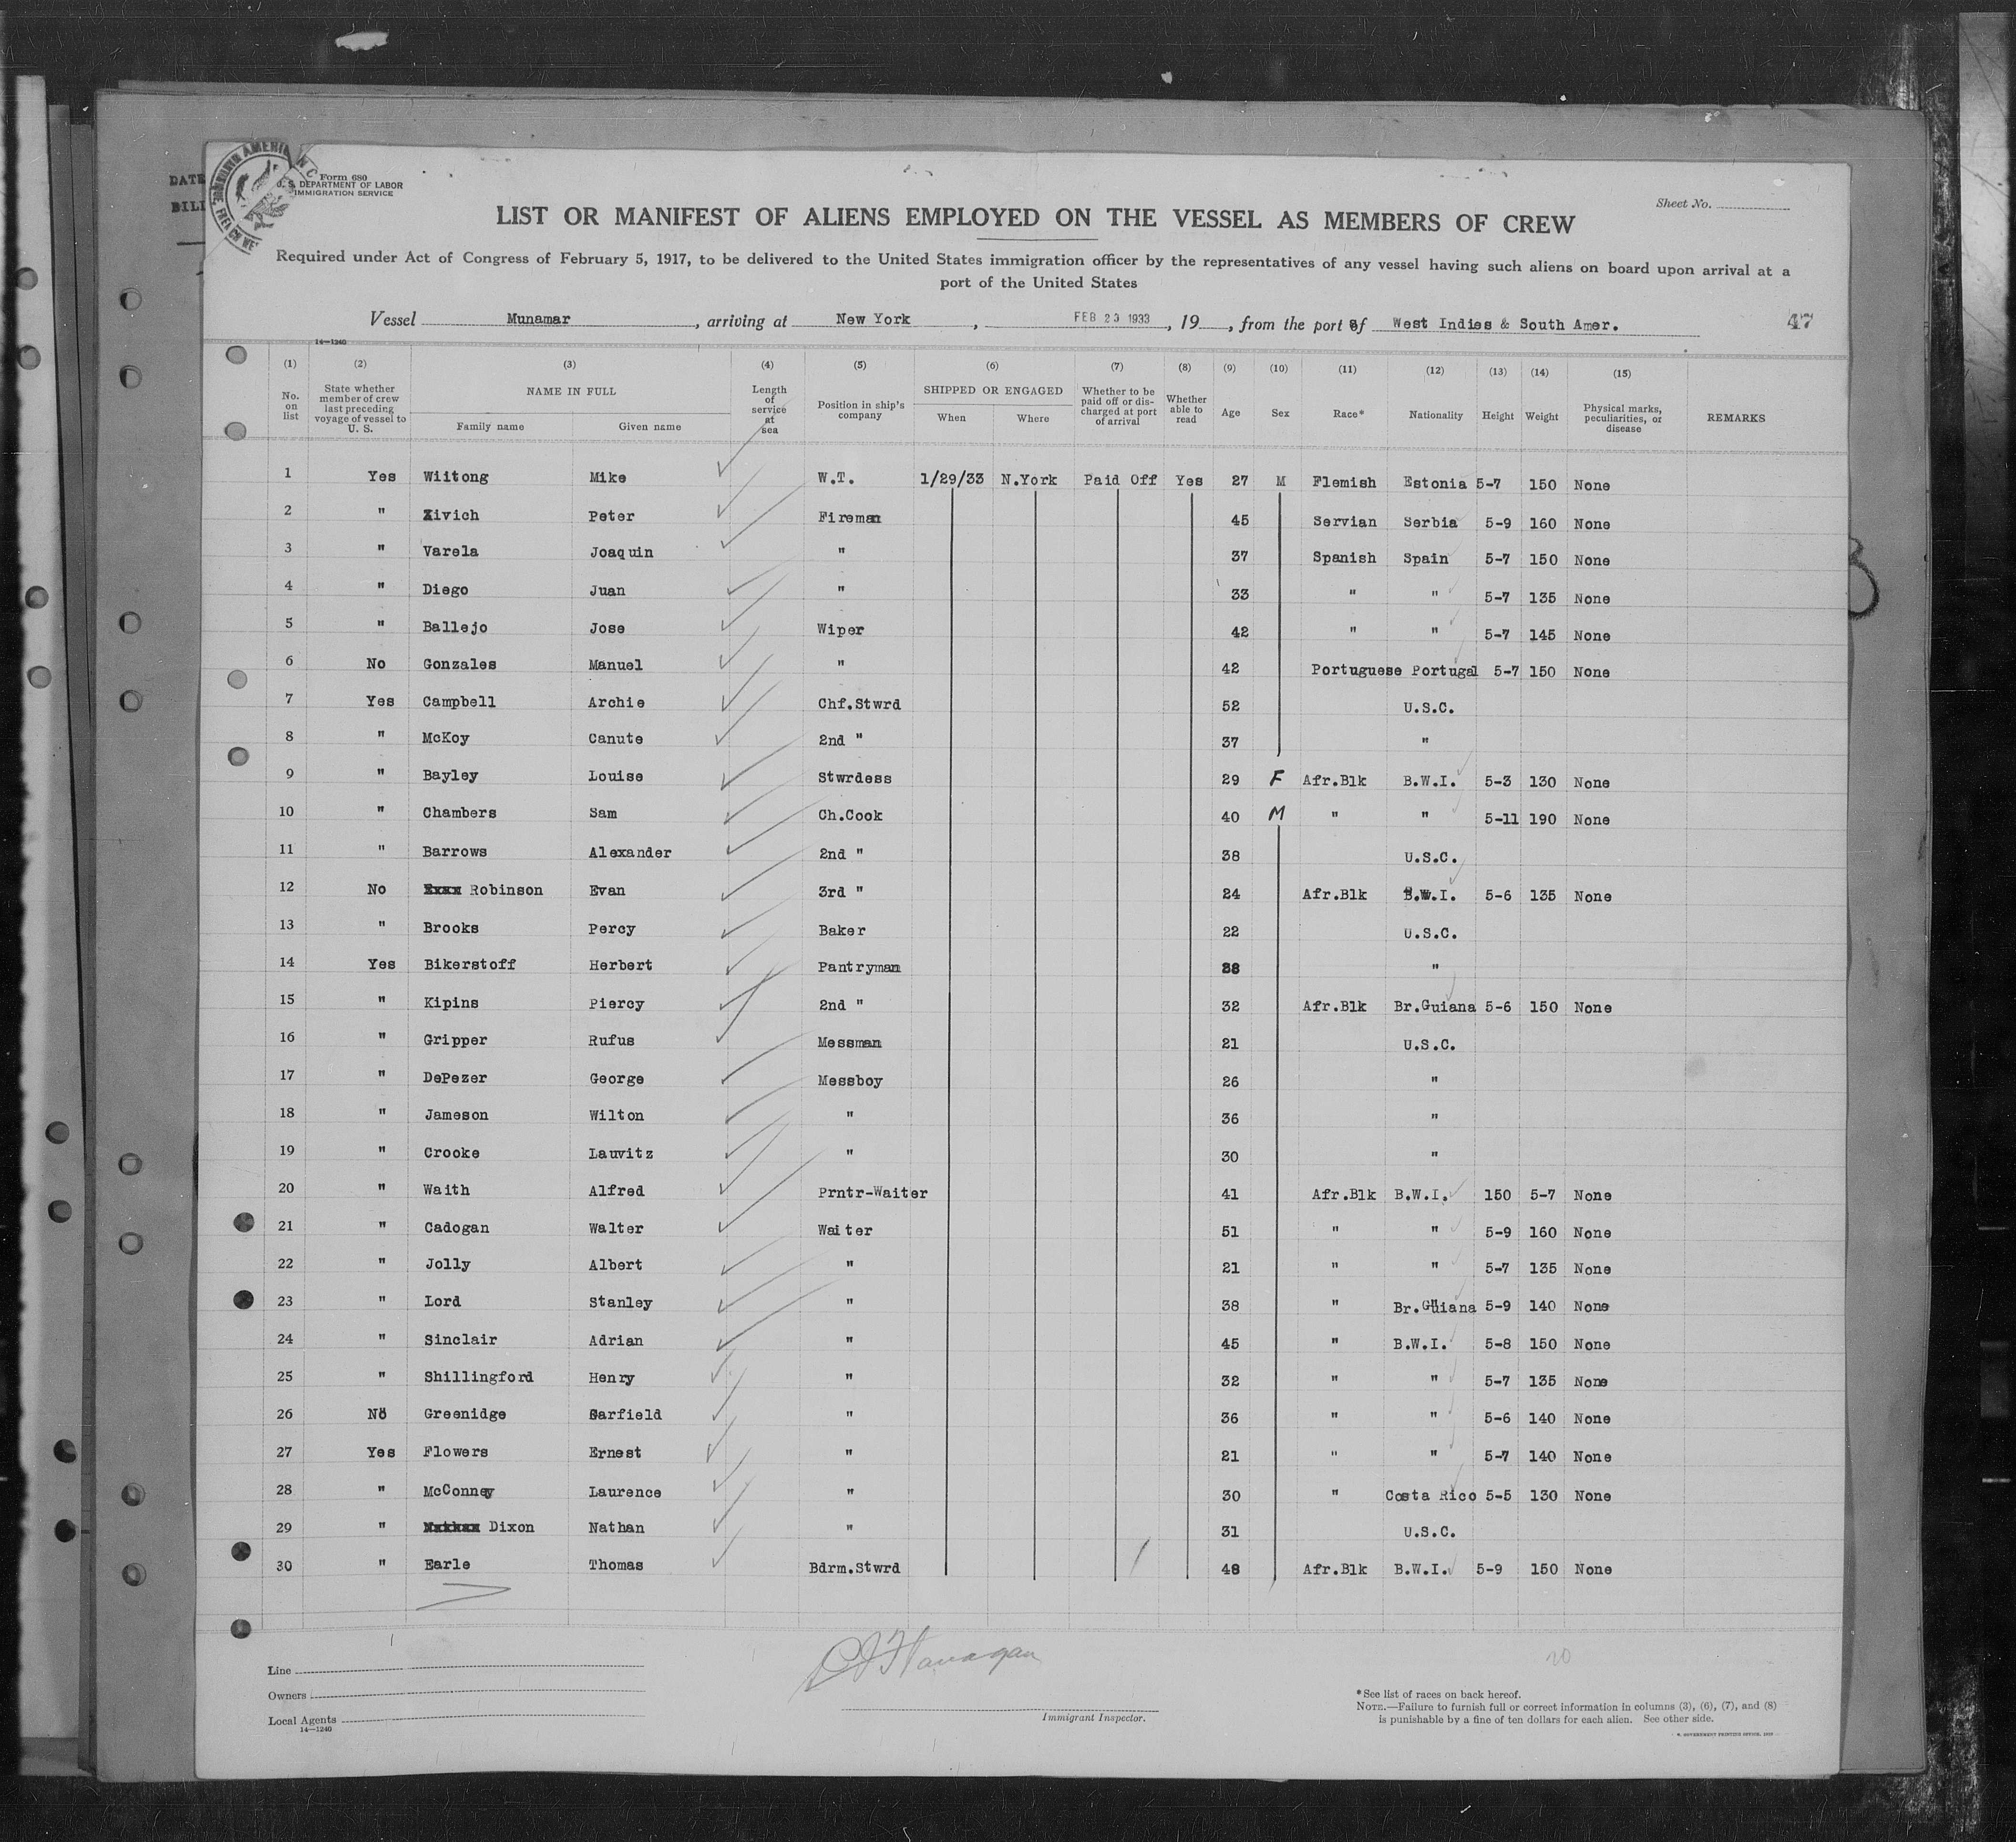 DATE
BILL
Form 680
U. S. DEPARTMENT OF LABOR
IMMIGRATION SERVICE
Sheet No.
LIST OR MANIFEST OF ALIENS EMPLOYED ON THE VESSEL AS MEMBERS OF CREW
Required under Act of Congress of February 5, 1917, to be delivered to the United States immigration officer by the representatives of any vessel having such aliens on board upon arrival at a
port of the United States
Vessel Munamar, arriving at New York, FEB 23 1933, 19, from the port of West Indies & South Amer. 47
14—1240
(1) (2) (3) (4) (5) (6) (7) (8) (9) (10) (11) (12) (13) (14) (15)
No. on list State whether member of crew last preceding voyage of vessel to U. S. NAME IN FULL Family name Given name Length of service at sea Position in ship's company SHIPPED OR ENGAGED When Where Whether to be paid off or discharged at port of arrival Whether able to read Age Sex Race* Nationality Height Weight Physical marks, peculiarities, or disease REMARKS
1 Yes Wiitong Mike W.T. 1/29/33 N.York Paid Off Yes 27 M Flemish Estonia 5-7 150 None
2 " Zivich Peter Fireman 45 Servian Serbia 5-9 160 None
3 " Varela Joaquin " 37 Spanish Spain 5-7 150 None
4 " Diego Juan " 33 " " 5-7 135 None
5 " Ballejo Jose Wiper 42 " " 5-7 145 None
6 No Gonzales Manuel " 42 Portuguese Portugal 5-7 150 None
7 Yes Campbell Archie Chf.Stwrd 52 U.S.C.
8 " McKoy Canute 2nd " 37 "
9 " Bayley Louise Stwrdess 29 F Afr.Blk B.W.I. 5-3 130 None
10 " Chambers Sam Ch.Cook 40 M " " 5-11 190 None
11 " Barrows Alexander 2nd " 38 U.S.C.
12 No Robinson Evan 3rd " 24 Afr.Blk B.W.I. 5-6 135 None
13 " Brooks Percy Baker 22 U.S.C.
14 Yes Bikerstoff Herbert Pantryman 38 "
15 " Kipins Piercy 2nd " 32 Afr.Blk Br.Guiana 5-6 150 None
16 " Gripper Rufus Messman 21 U.S.C.
17 " DePezer George Messboy 26 "
18 " Jameson Wilton " 36 "
19 " Crooke Lauvitz " 30 "
20 " Waith Alfred Prntr-Waiter 41 Afr.Blk B.W.I. 150 5-7 None
21 " Cadogan Walter Waiter 51 " " 5-9 160 None
22 " Jolly Albert " 21 " " 5-7 135 None
23 " Lord Stanley " 38 " Br.Guiana 5-9 140 None
24 " Sinclair Adrian " 45 " B.W.I. 5-8 150 None
25 " Shillingford Henry " 32 " " 5-7 135 None
26 No Greenidge Garfield " 36 " " 5-6 140 None
27 Yes Flowers Ernest " 21 " " 5-7 140 None
28 " McConney Laurence " 30 " Costa Rico 5-5 130 None
29 " Dixon Nathan " 31 U.S.C.
30 " Earle Thomas Bdrm.Stwrd 48 Afr.Blk B.W.I. 5-9 150 None
Flanagan
20
Line
Owners
Local Agents
14—1240
Immigrant Inspector.
*See list of races on back hereof.
NOTE.—Failure to furnish full or correct information in columns (3), (6), (7), and (8)
is punishable by a fine of ten dollars for each alien. See other side.